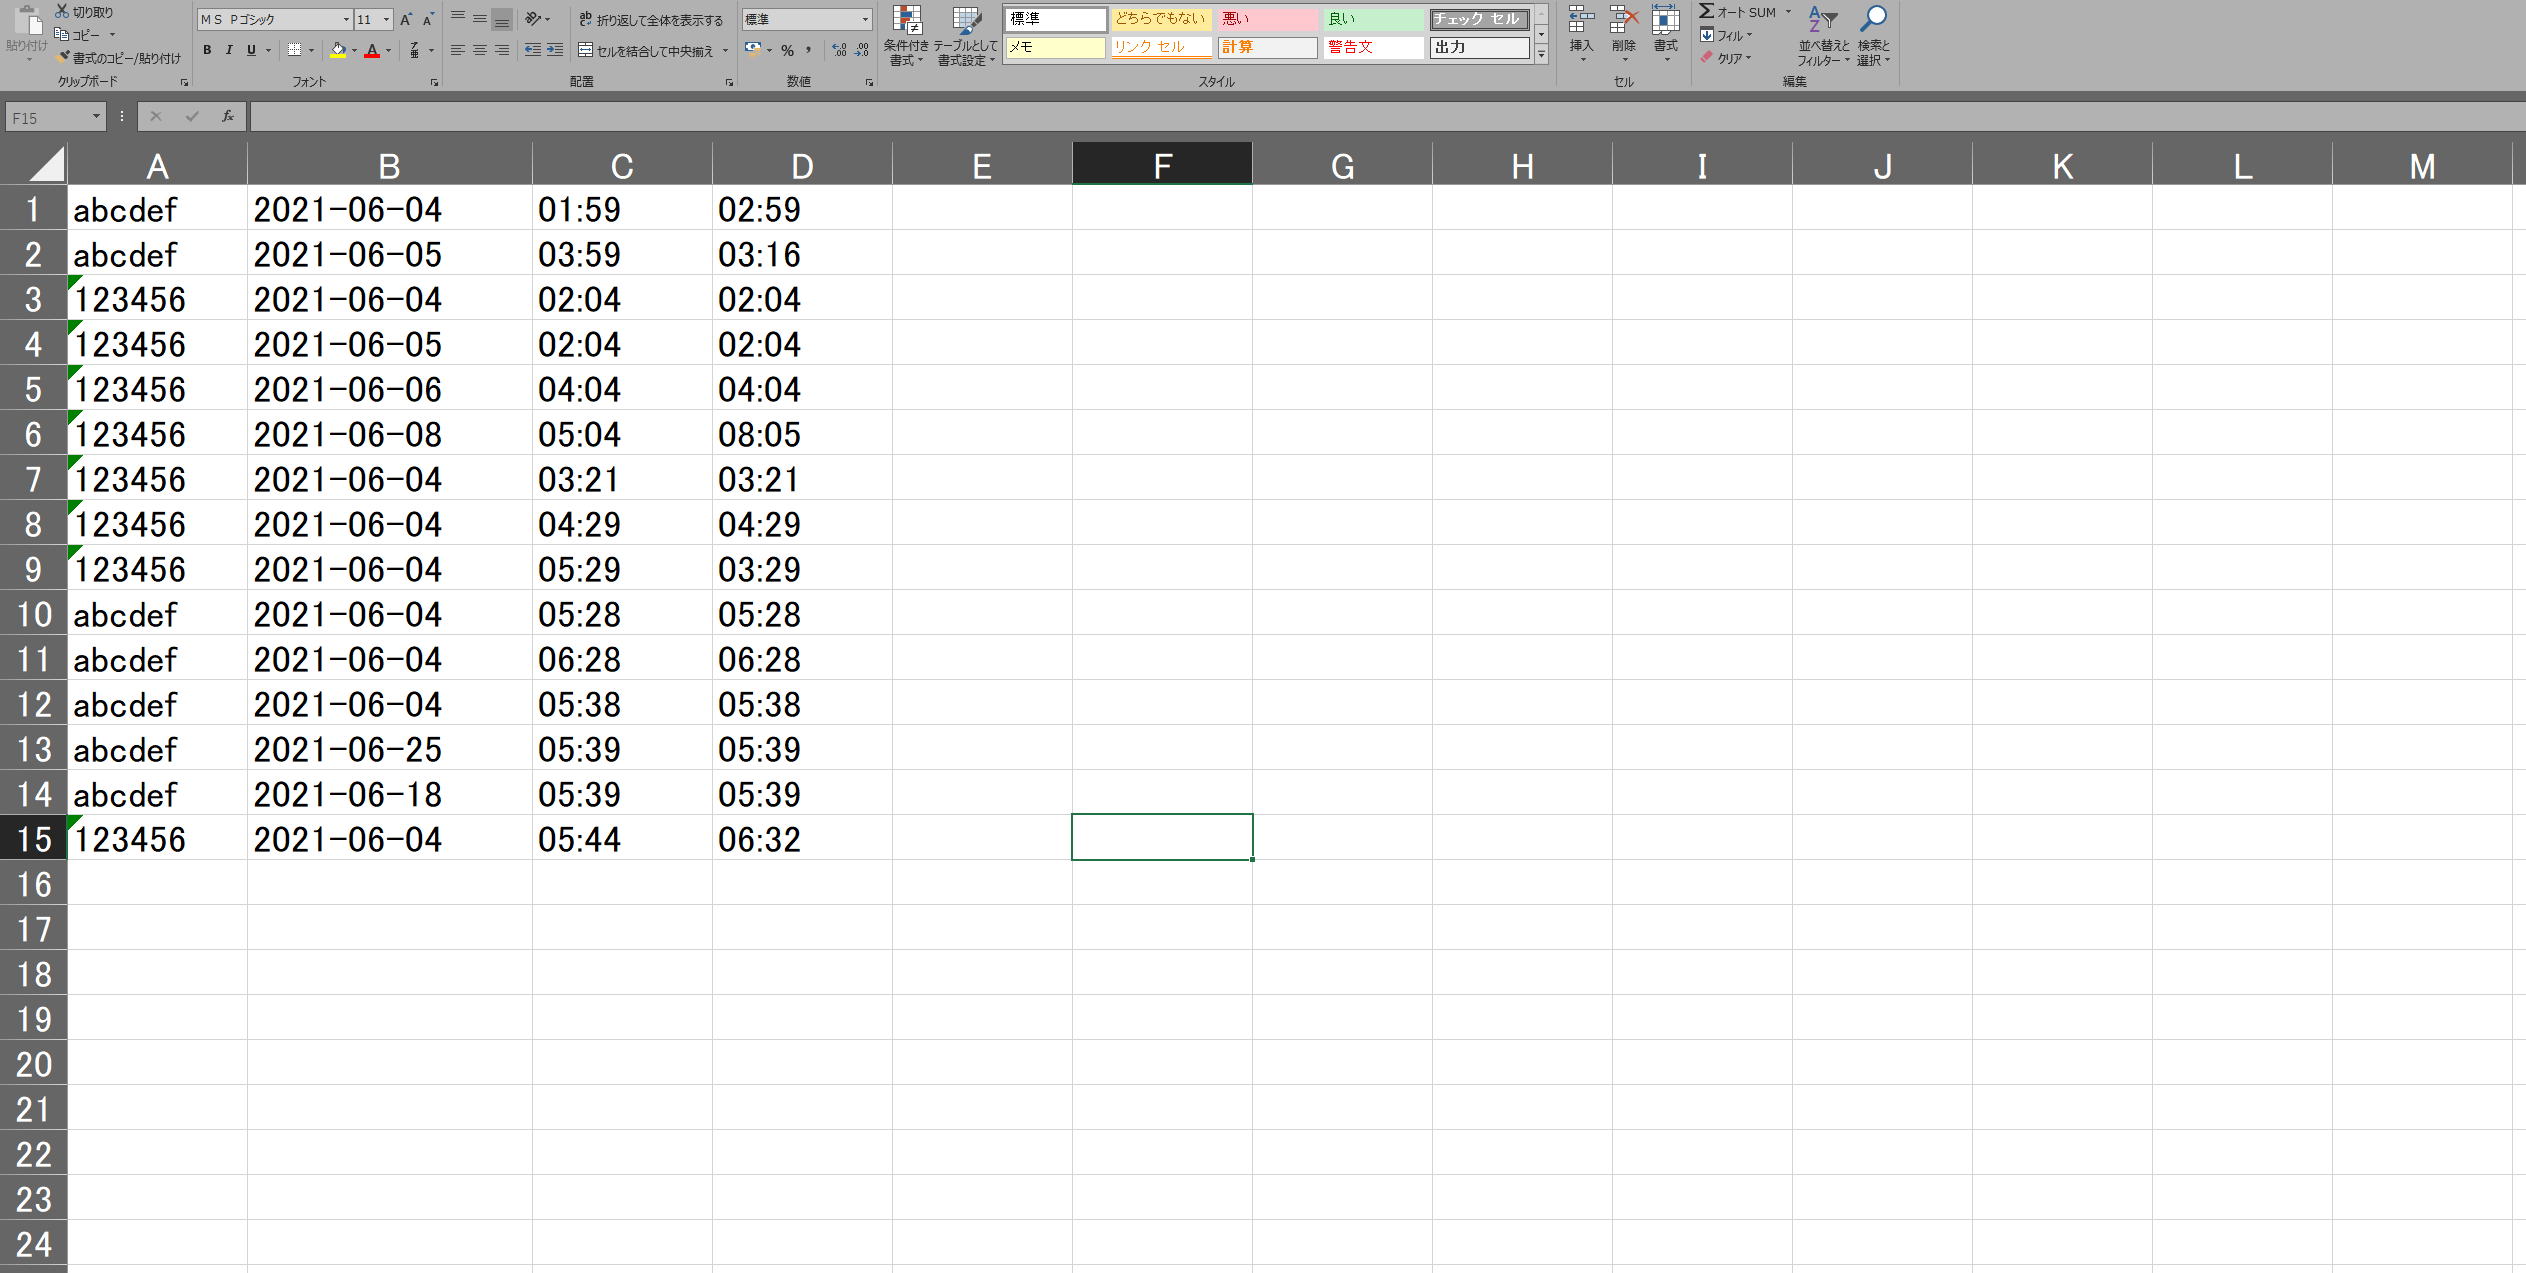 切り取り
コピー
書式のコピー/貼り付け
貼り付け
クリップボード
ＭＳ Ｐゴシック 11 A A
B I U A 亜
フォント
ab 折り返して全体を表示する
セルを結合して中央揃え
配置
標準
% , .0 .00 .00 .0
数値
条件付き書式
テーブルとして書式設定
標準 どちらでもない 悪い 良い チェック セル
メモ リンク セル 計算 警告文 出力
スタイル
挿入 削除 書式
セル
Σ オート SUM
フィル
クリア
並べ替えとフィルター
検索と選択
編集
F15 fx
A B C D E F G H I J K L M
1 abcdef 2021-06-04 01:59 02:59
2 abcdef 2021-06-05 03:59 03:16
3 123456 2021-06-04 02:04 02:04
4 123456 2021-06-05 02:04 02:04
5 123456 2021-06-06 04:04 04:04
6 123456 2021-06-08 05:04 08:05
7 123456 2021-06-04 03:21 03:21
8 123456 2021-06-04 04:29 04:29
9 123456 2021-06-04 05:29 03:29
10 abcdef 2021-06-04 05:28 05:28
11 abcdef 2021-06-04 06:28 06:28
12 abcdef 2021-06-04 05:38 05:38
13 abcdef 2021-06-25 05:39 05:39
14 abcdef 2021-06-18 05:39 05:39
15 123456 2021-06-04 05:44 06:32
16
17
18
19
20
21
22
23
24